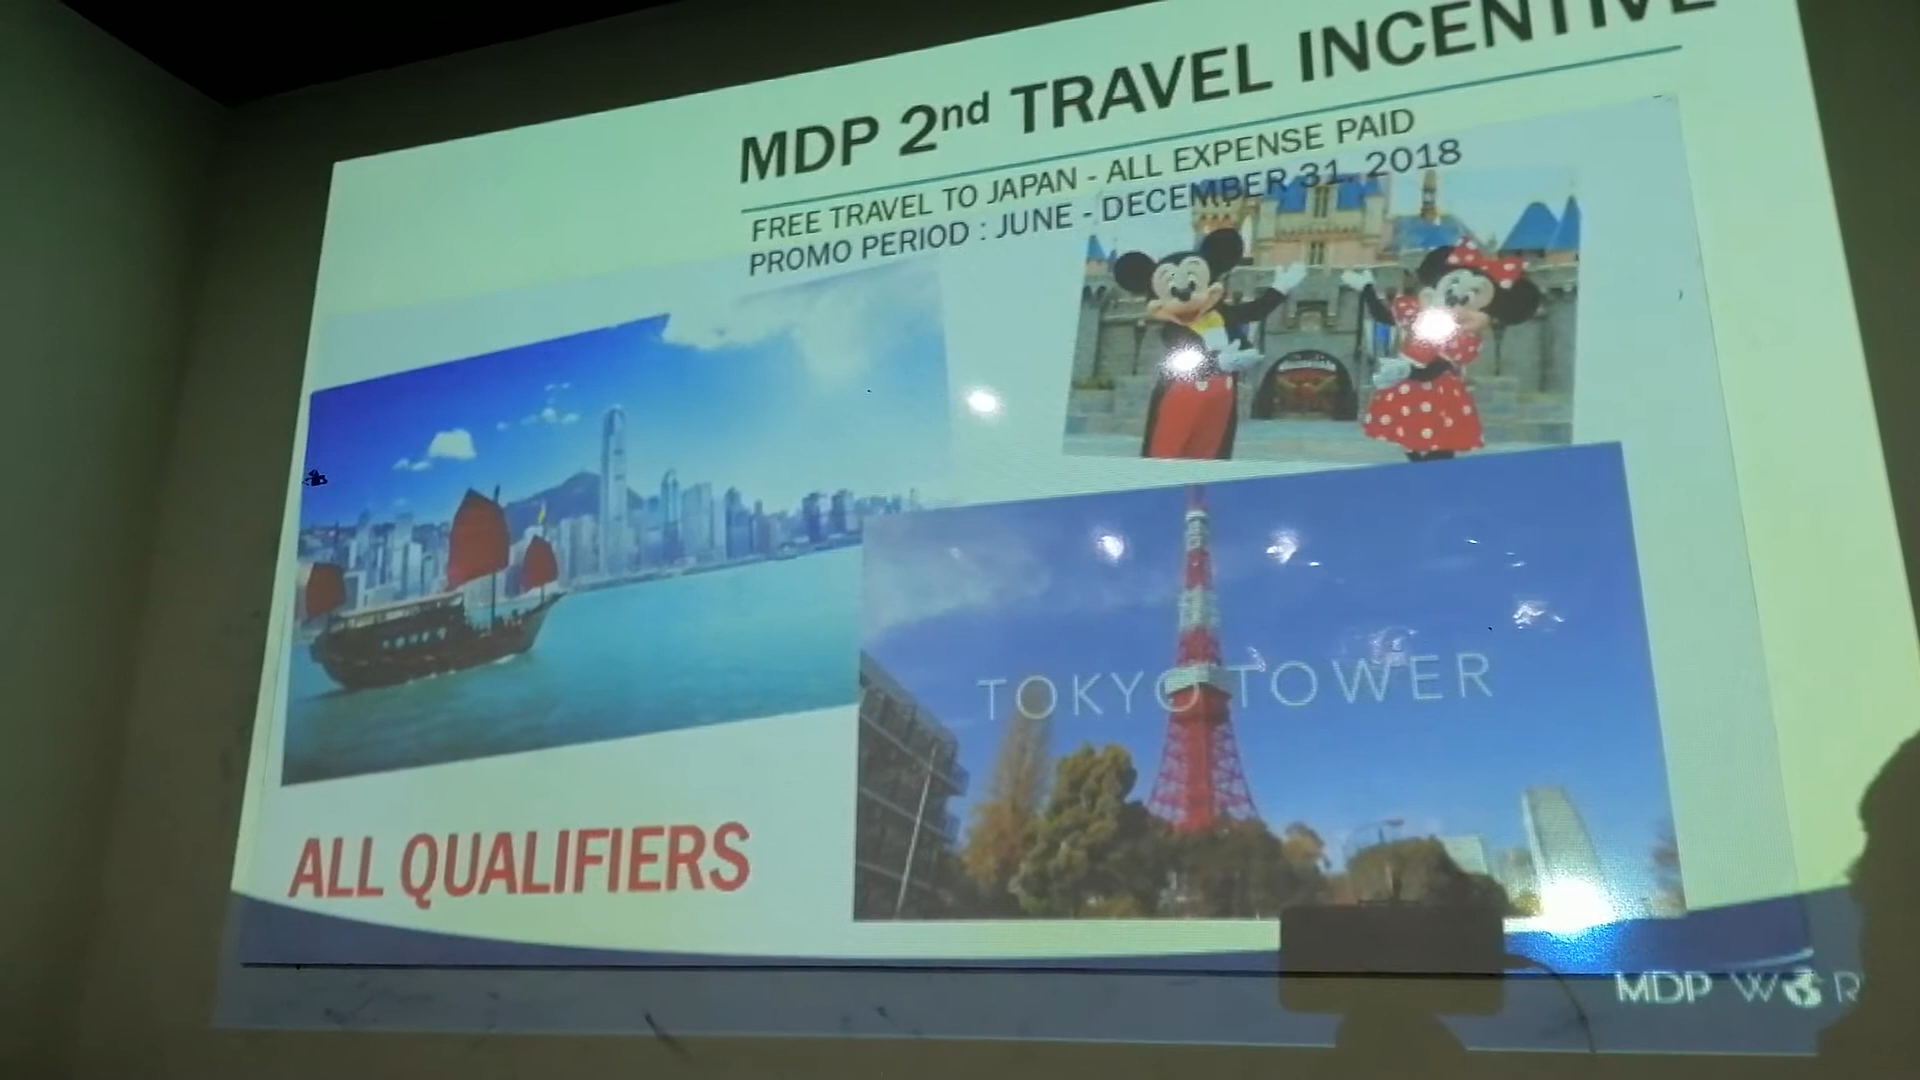 MDP 2nd TRAVEL INCENTIVE
FREE TRAVEL TO JAPAN - ALL EXPENSE PAID
PROMO PERIOD : JUNE - DECEMBER 31, 2018
TOKYO TOWER
ALL QUALIFIERS
MDP WOR